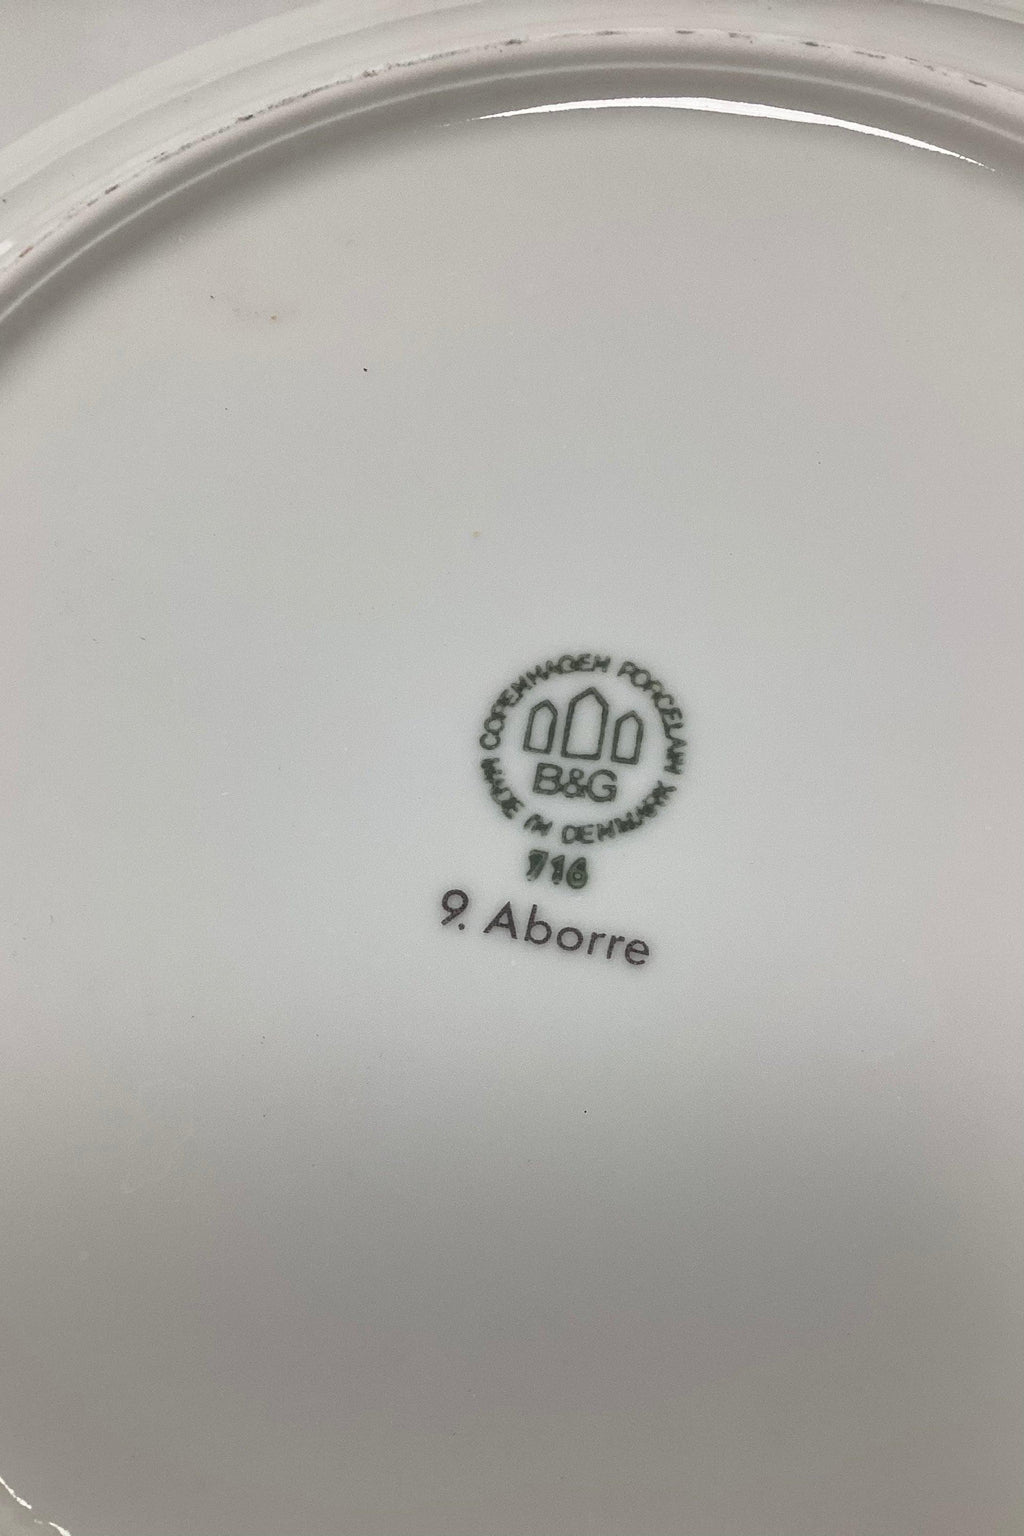 COPENHAGEN PORCELAIN
B&G
MADE IN DENMARK
716
9. Aborre